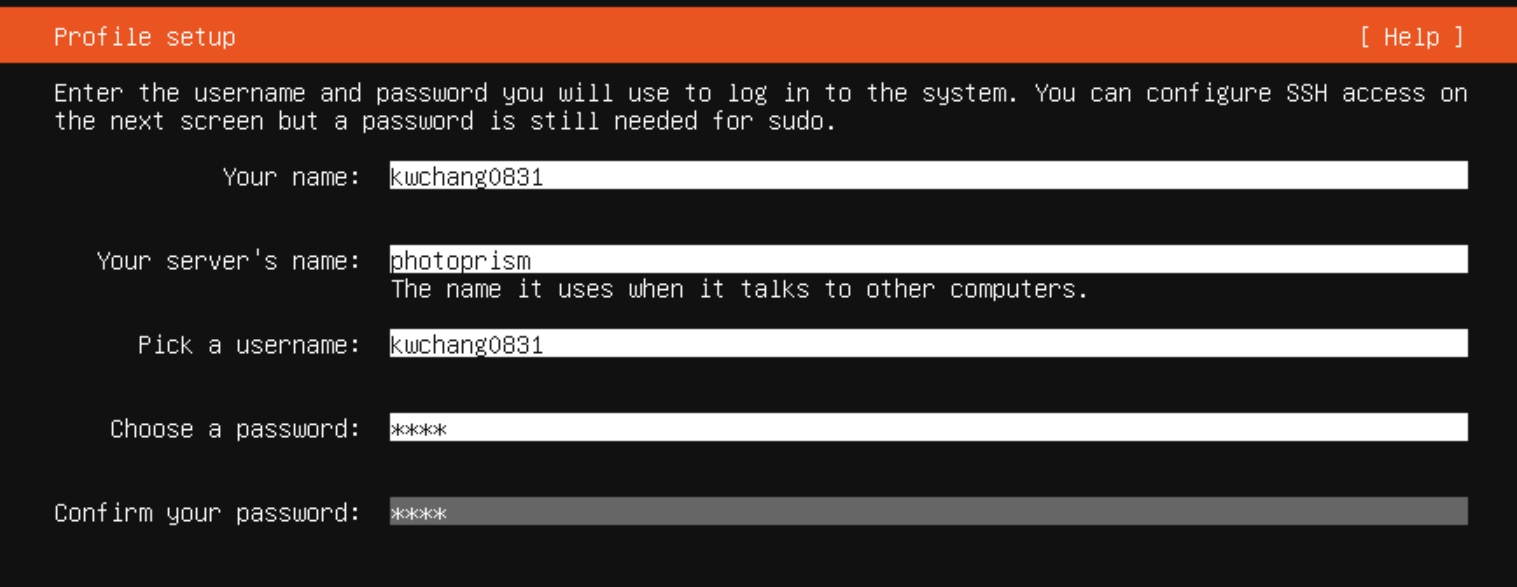 Profile setup [ Help ]
Enter the username and password you will use to log in to the system. You can configure SSH access on
the next screen but a password is still needed for sudo.
Your name: kwchang0831
Your server's name: photoprism
The name it uses when it talks to other computers.
Pick a username: kwchang0831
Choose a password: ****
Confirm your password: ****